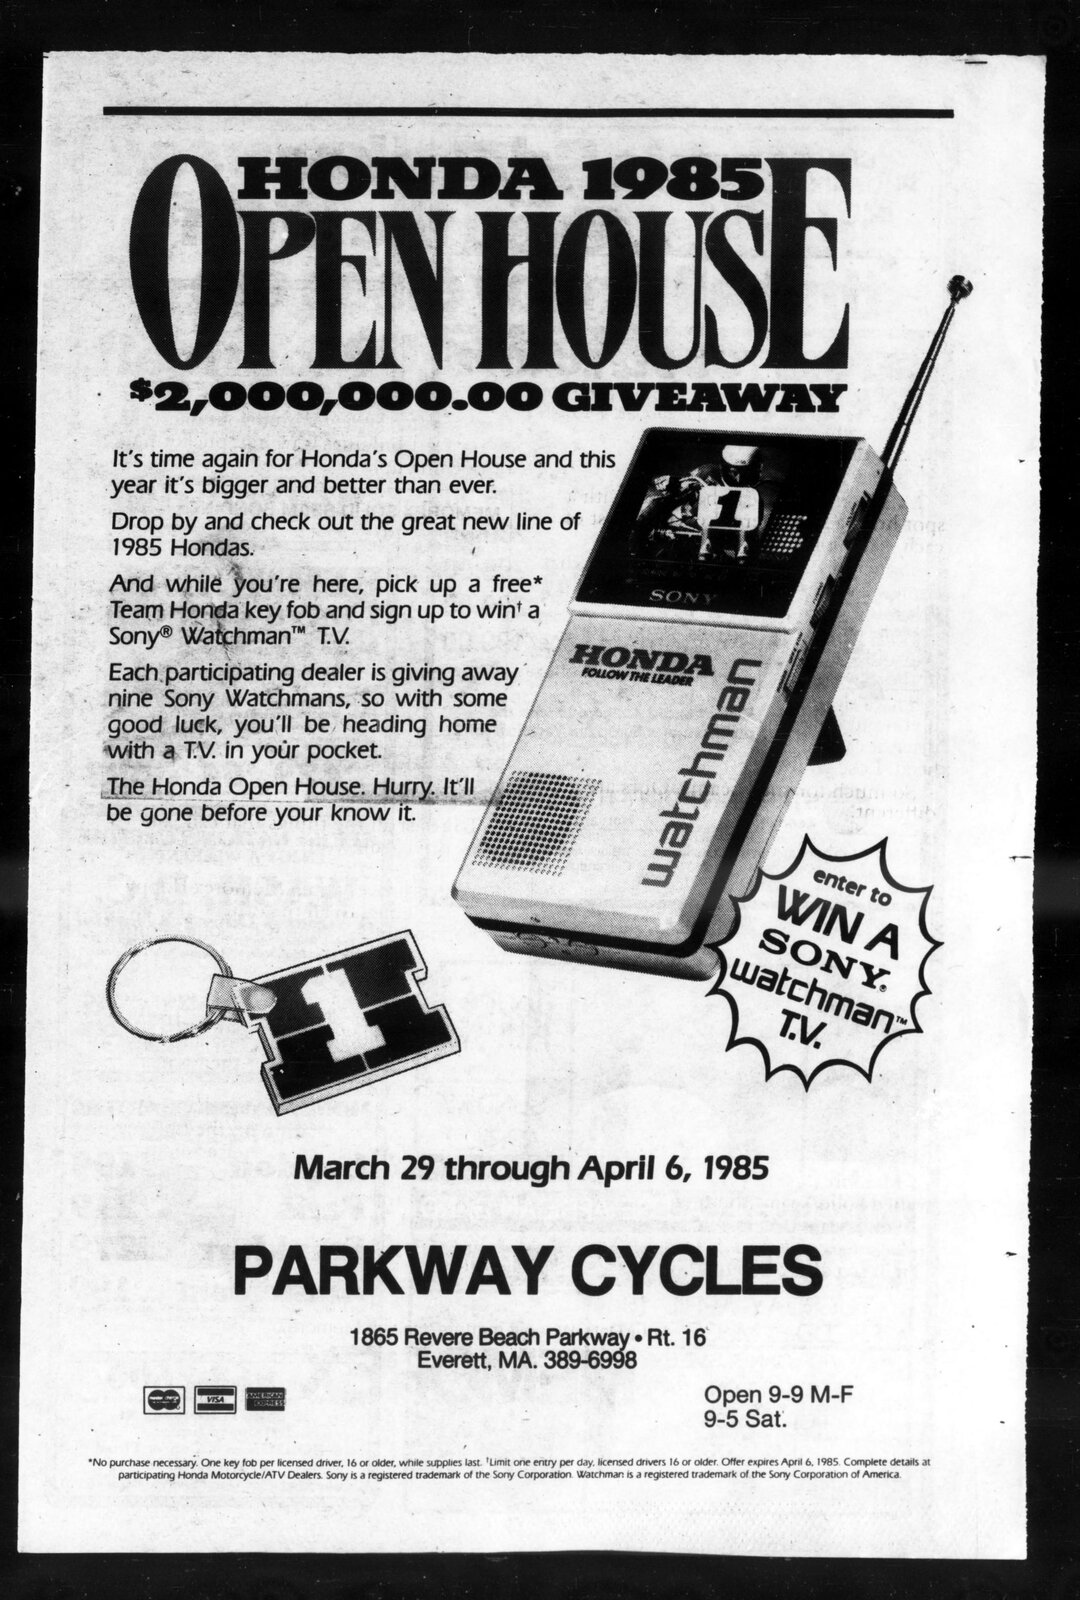 HONDA 1985
OPEN HOUSE
$2,000,000.00 GIVEAWAY
It's time again for Honda's Open House and this
year it's bigger and better than ever.
Drop by and check out the great new line of
1985 Hondas.
And while you're here, pick up a free*
Team Honda key fob and sign up to win† a
Sony® Watchman™ T.V.
Each participating dealer is giving away
nine Sony Watchmans, so with some
good luck, you'll be heading home
with a T.V. in your pocket.
The Honda Open House. Hurry. It'll
be gone before your know it.
1
SONY
HONDA
FOLLOW THE LEADER
watchman
enter to
WIN A
SONY®
watchman™
T.V.
1
March 29 through April 6, 1985
PARKWAY CYCLES
1865 Revere Beach Parkway • Rt. 16
Everett, MA. 389-6998
VISA
AMERICAN
EXPRESS
Open 9-9 M-F
9-5 Sat.
*No purchase necessary. One key fob per licensed driver, 16 or older, while supplies last. †Limit one entry per day, licensed drivers 16 or older. Offer expires April 6, 1985. Complete details at
participating Honda Motorcycle/ATV Dealers. Sony is a registered trademark of the Sony Corporation. Watchman is a registered trademark of the Sony Corporation of America.